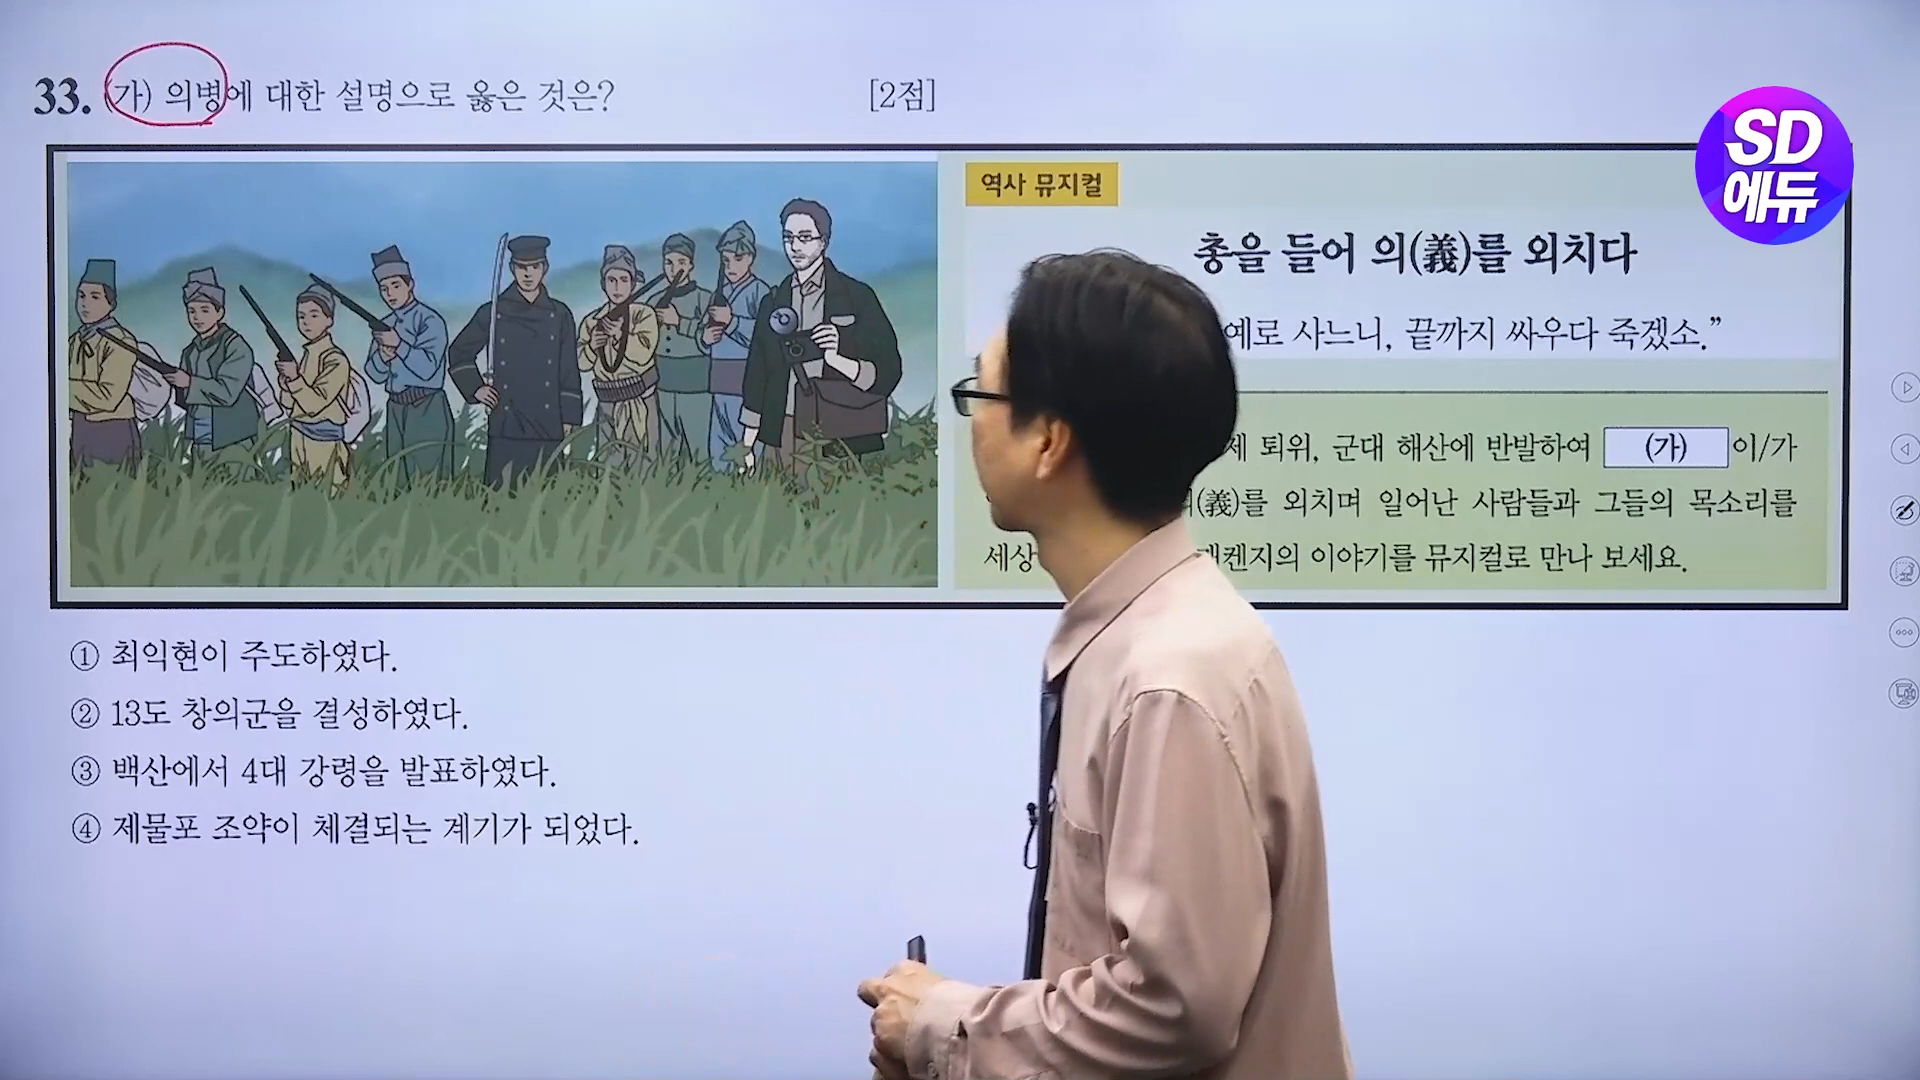 33. (가) 의병에 대한 설명으로 옳은 것은? [2점]
SD
에듀
역사 뮤지컬
총을 들어 의(義)를 외치다
예로 사느니, 끝까지 싸우다 죽겠소.”
제 퇴위, 군대 해산에 반발하여 (가) 이/가
(義)를 외치며 일어난 사람들과 그들의 목소리를
세상 매켄지의 이야기를 뮤지컬로 만나 보세요.
① 최익현이 주도하였다.
② 13도 창의군을 결성하였다.
③ 백산에서 4대 강령을 발표하였다.
④ 제물포 조약이 체결되는 계기가 되었다.